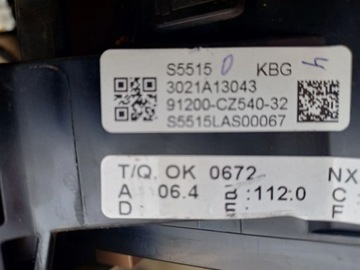 S5515 0 KBG 4
3021A13043
91200-CZ540-32
S5515LAS00067
T/Q. OK 0672 NX
A : 06.4 B :112.0 C :
D : E : F